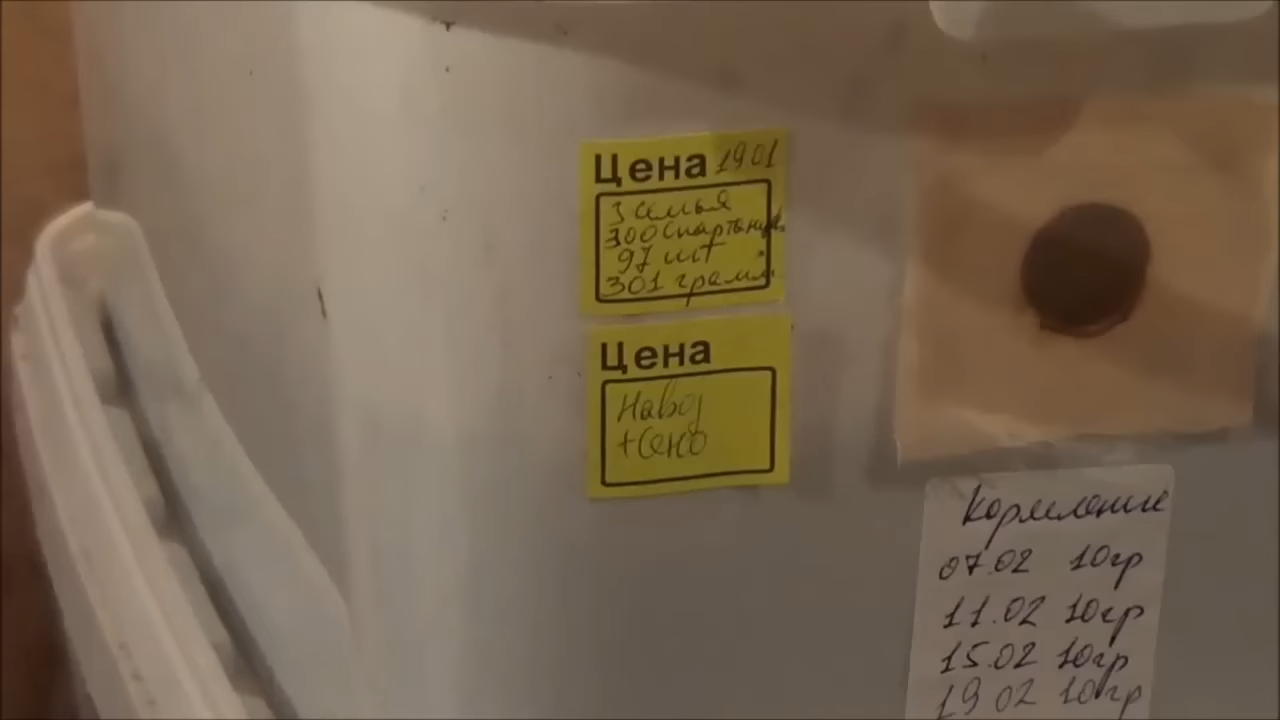 Цена 19.01
3 семья
300 Спартанцев
97 шт
301 грамм.
Цена
Навоз
+Сено
Кормление
07.02 10гр
11.02 10гр
15.02 10гр
19 02 10гр